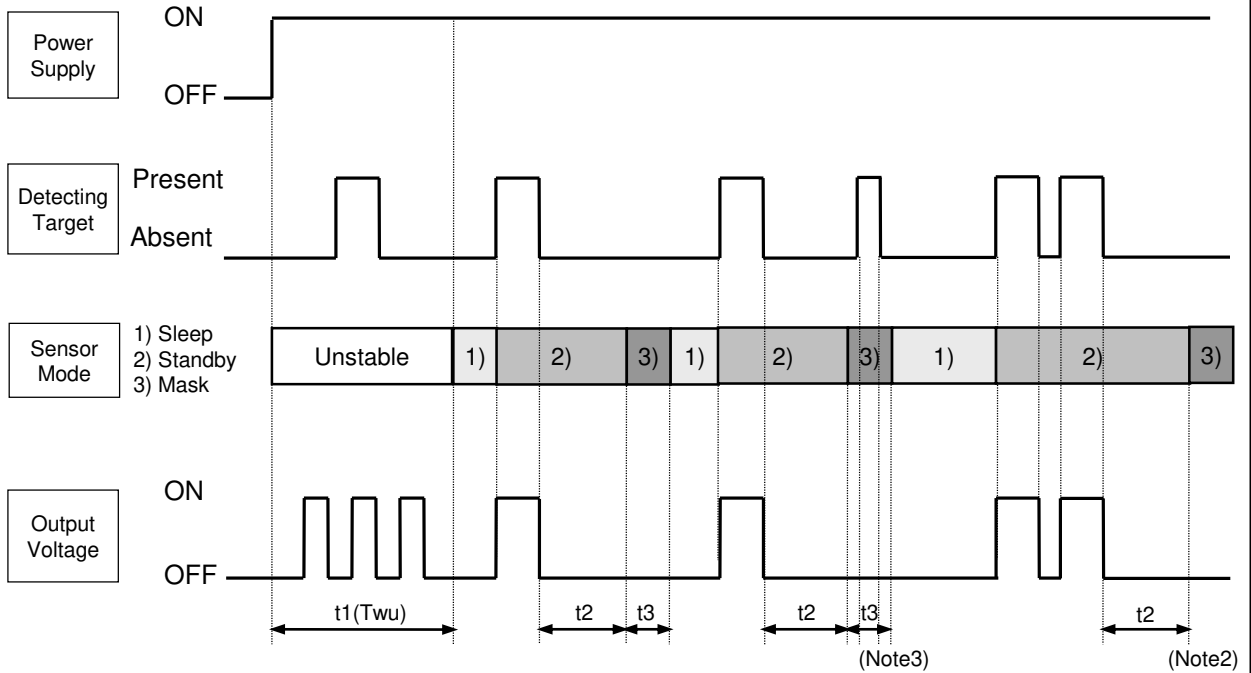 Power
Supply
ON
OFF
Detecting
Target
Present
Absent
Sensor
Mode
1) Sleep
2) Standby
3) Mask
Unstable
1)
2)
3)
1)
2)
3)
1)
2)
3)
Output
Voltage
ON
OFF
t1(Twu)
t2
t3
t2
t3
t2
(Note3)
(Note2)